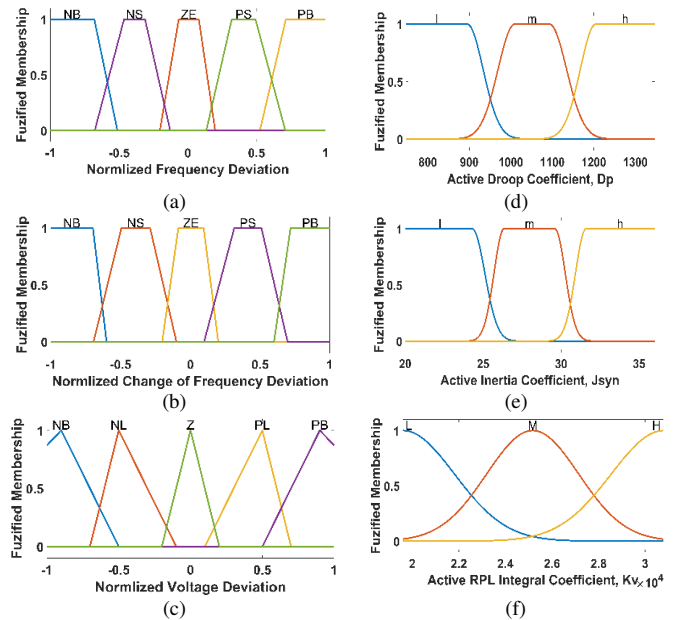 NB NS ZE PS PB
1
0.5
0
Fuzified Membership
-1 -0.5 0 0.5 1
Normlized Frequency Deviation
(a)
l m h
1
0.5
0
Fuzified Membership
800 900 1000 1100 1200 1300
Active Droop Coefficient, Dp
(d)
NB NS ZE PS PB
1
0.5
0
Fuzified Membership
-1 -0.5 0 0.5 1
Normlized Change of Frequency Deviation
(b)
l m h
1
0.5
0
Fuzified Membership
20 25 30 35
Active Inertia Coefficient, Jsyn
(e)
NB NL Z PL PB
1
0.5
0
Fuzified Membership
-1 -0.5 0 0.5 1
Normlized Voltage Deviation
(c)
L M H
1
0.5
0
Fuzified Membership
2 2.2 2.4 2.6 2.8 3
Active RPL Integral Coefficient, Kv ×10⁴
(f)